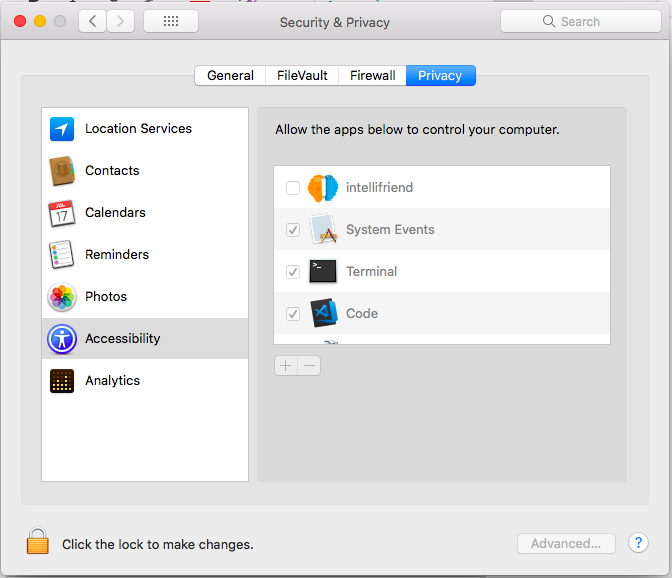 Security & Privacy
Search
General
FileVault
Firewall
Privacy
Location Services
Contacts
JUL
17
Calendars
Reminders
Photos
Accessibility
Analytics
Allow the apps below to control your computer.
intellifriend
System Events
>_
Terminal
Code
Click the lock to make changes.
Advanced...
?